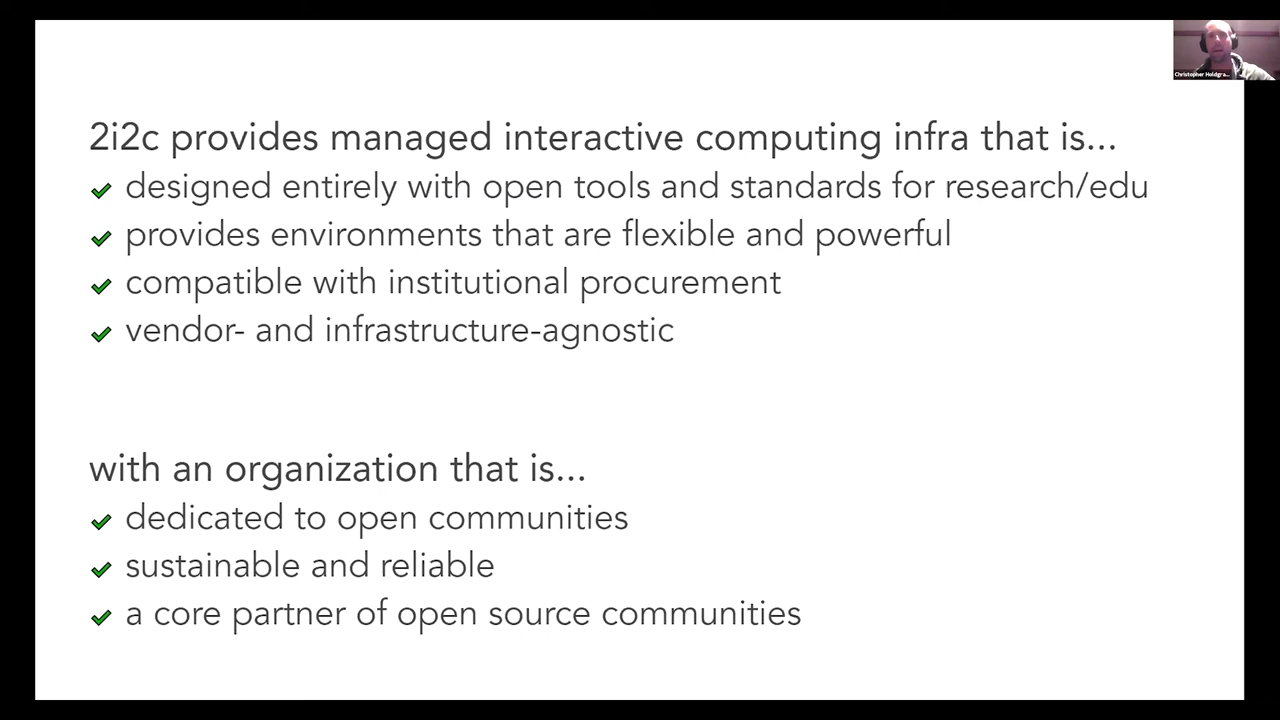 Christopher Holdgra...
2i2c provides managed interactive computing infra that is...
designed entirely with open tools and standards for research/edu
provides environments that are flexible and powerful
compatible with institutional procurement
vendor- and infrastructure-agnostic
with an organization that is...
dedicated to open communities
sustainable and reliable
a core partner of open source communities